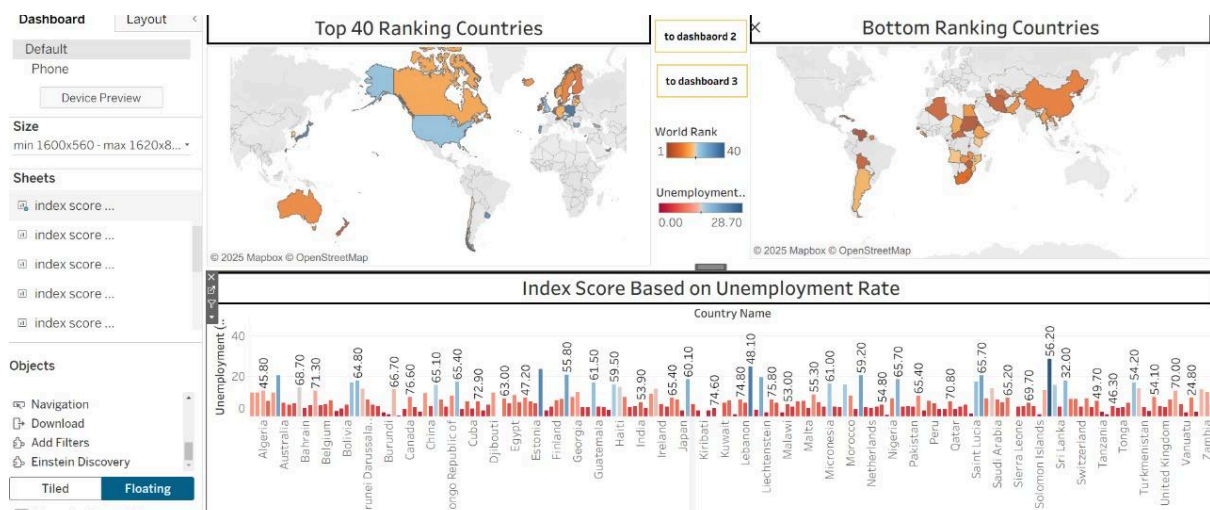 Dashboard
Layout
Default
Phone
Device Preview
Size
min 1600x560 - max 1620x8...
Sheets
index score ...
index score ...
index score ...
index score ...
index score ...
Objects
Navigation
Download
Add Filters
Einstein Discovery
Tiled
Floating
Top 40 Ranking Countries
© 2025 Mapbox © OpenStreetMap
to dashbaord 2
to dashboard 3
World Rank
1 40
Unemployment..
0.00 28.70
Bottom Ranking Countries
© 2025 Mapbox © OpenStreetMap
Index Score Based on Unemployment Rate
Country Name
Unemployment (..
40
20
0
45.80
68.70
71.30
64.80
66.70
76.60
65.10
65.40
72.90
63.00
47.20
55.80
61.50
59.50
53.90
65.40
60.10
74.60
74.80
48.10
75.80
53.00
55.30
61.00
59.20
54.80
65.70
65.40
70.80
65.70
65.20
69.70
56.20
32.00
49.70
46.30
54.20
54.10
70.00
24.80
Algeria
Australia
Bahrain
Belgium
Boliva
runei Darussala..
Burundi
Canada
China
ongo Republic of
Cuba
Djibouti
Egypt
Estonia
Finland
Georgia
Guatemala
Haiti
India
Ireland
Japan
Kiribati
Kuwait
Lebanon
Liechtenstein
Malawi
Malta
Micronesia
Morocco
Netherlands
Nigeria
Pakistan
Peru
Qatar
Saint Lucia
Saudi Arabia
Sierra Leone
Solomon Islands
Sri Lanka
Switzerland
Tanzania
Tonga
Turkmenistan
United Kingdom
Vanuatu
Zambia